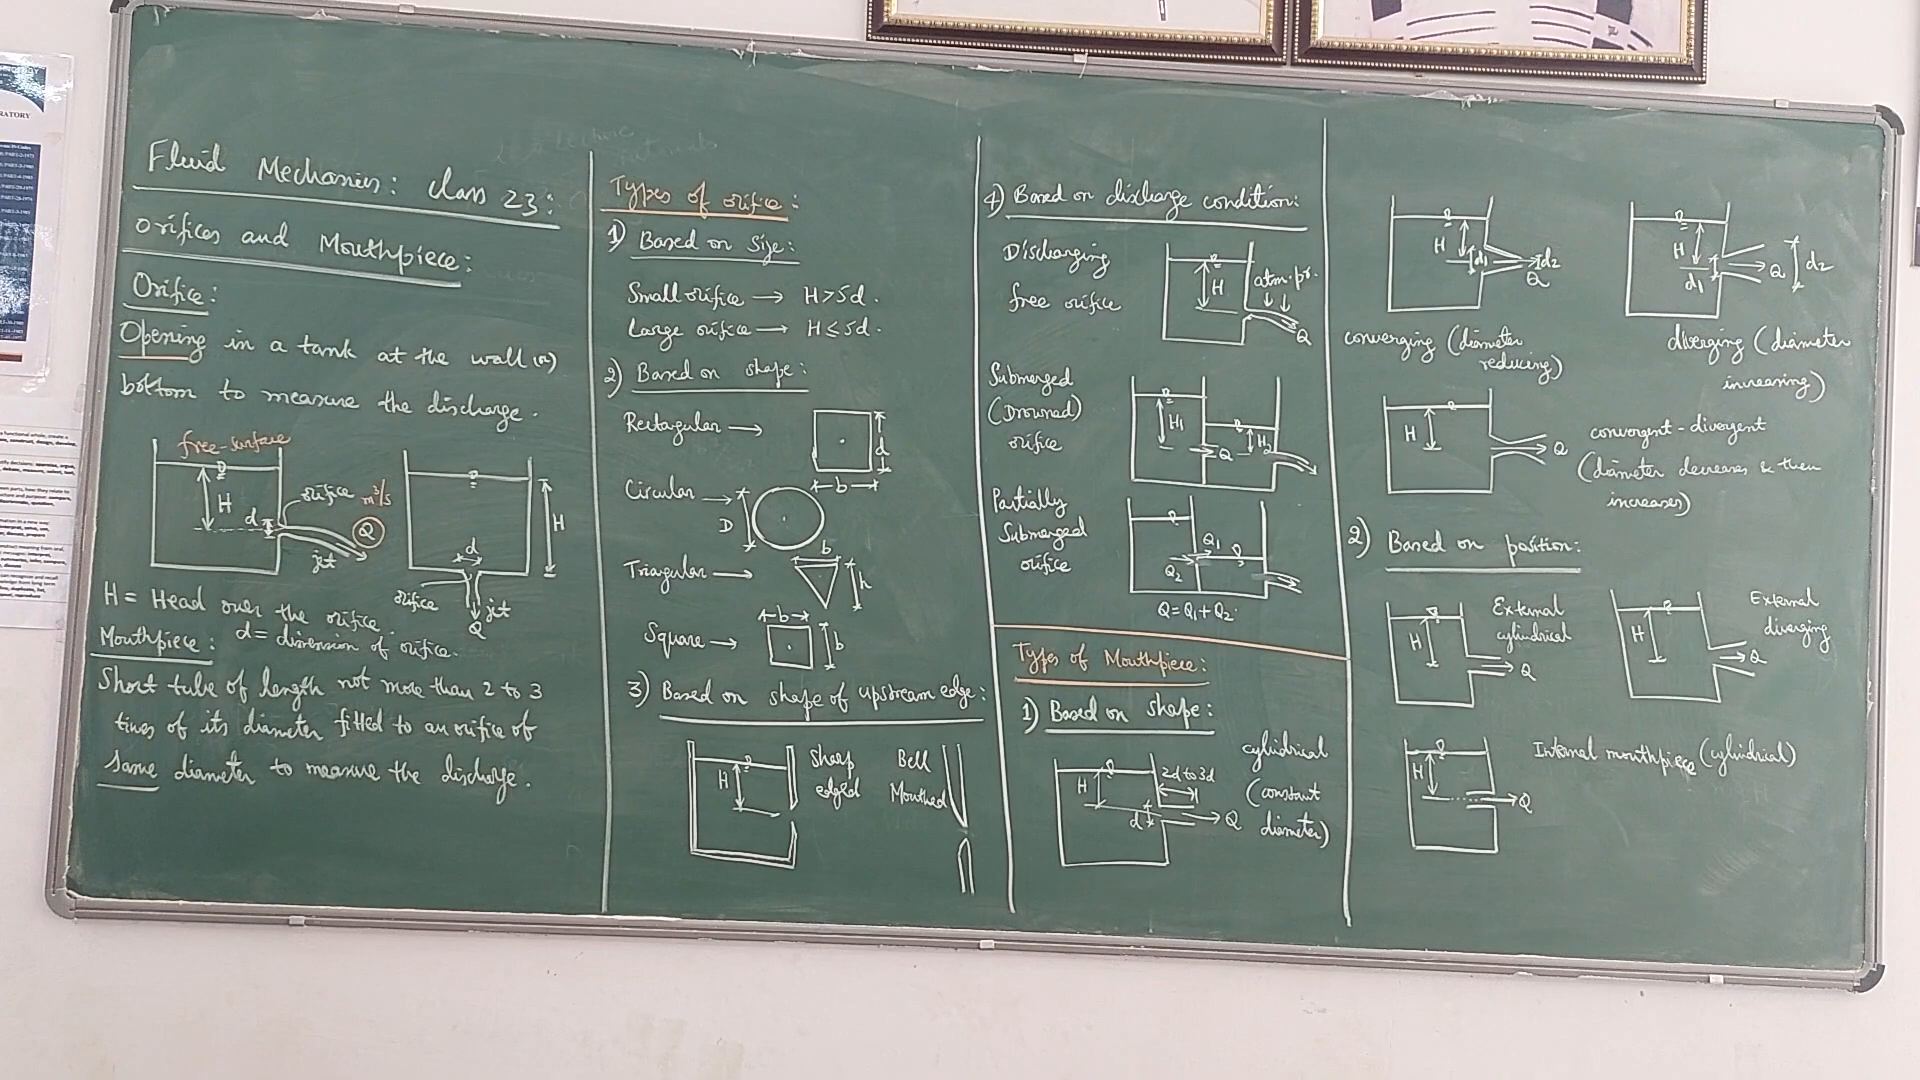 Fluid Mechanics: class 23:
Orifices and Mouthpiece:
Orifice:
Opening in a tank at the wall (or)
bottom to measure the discharge.
free-surface
H
d
orifice
m³/s
Q
jet
H
d
orifice
jet
Q
H = Head over the orifice.
d = dimension of orifice.
Mouthpiece:
Short tube of length not more than 2 to 3
times of its diameter fitted to an orifice of
same diameter to measure the discharge.
Types of orifice:
1) Based on Size:
Small orifice → H>5d.
Large orifice → H≤5d.
2) Based on shape:
Rectagular →
d
b
Circular →
D
Triagular →
b
h
Square →
b
b
3) Based on shape of upstream edge:
H
Sharp
edged
Bell
Mouthed
4) Based on discharge condition:
Discharging
free orifice
H
atm. pr.
Q
Submerged
(Drowned)
orifice
H1
Q
H2
Partially
Submerged
orifice
Q1
Q2
Q = Q1 + Q2.
Types of Mouthpiece:
1) Based on shape:
H
2d to 3d
d
Q
cylindrical
(constant
diameter)
H
d1
d2
Q
converging (diameter
reducing)
H
d1
Q
d2
diverging (diameter
increasing)
H
Q
convergent - divergent
(diameter decreases & then
increases)
2) Based on position:
H
Q
External
cylindrical
H
Q
External
diverging
H
Q
Internal mouthpiece (cylindrical)
RATORY